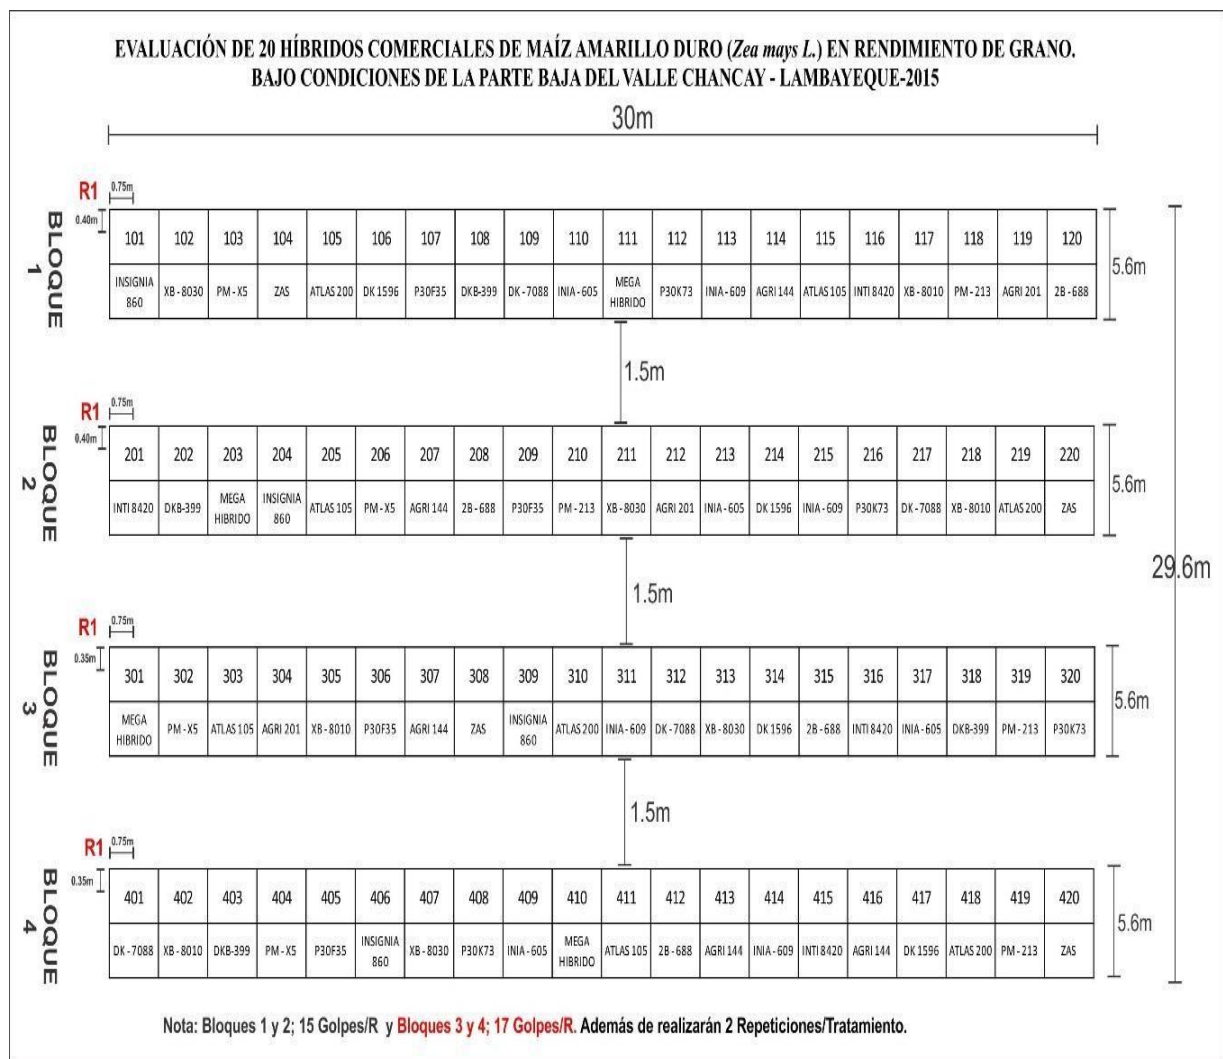 EVALUACIÓN DE 20 HÍBRIDOS COMERCIALES DE MAÍZ AMARILLO DURO (Zea mays L.) EN RENDIMIENTO DE GRANO.
BAJO CONDICIONES DE LA PARTE BAJA DEL VALLE CHANCAY - LAMBAYEQUE-2015
30m
R1 0.75m
0.40m
BLOQUE 1
101 102 103 104 105 106 107 108 109 110 111 112 113 114 115 116 117 118 119 120
INSIGNIA 860 XB - 8030 PM - X5 ZAS ATLAS 200 DK 1596 P30F35 DKB-399 DK - 7088 INIA - 605 MEGA HIBRIDO P30K73 INIA - 609 AGRI 144 ATLAS 105 INTI 8420 XB - 8010 PM - 213 AGRI 201 2B - 688
5.6m
1.5m
R1 0.75m
0.40m
BLOQUE 2
201 202 203 204 205 206 207 208 209 210 211 212 213 214 215 216 217 218 219 220
INTI 8420 DKB-399 MEGA HIBRIDO INSIGNIA 860 ATLAS 105 PM - X5 AGRI 144 2B - 688 P30F35 PM - 213 XB - 8030 AGRI 201 INIA - 605 DK 1596 INIA - 609 P30K73 DK - 7088 XB - 8010 ATLAS 200 ZAS
5.6m
29.6m
1.5m
R1 0.75m
0.35m
BLOQUE 3
301 302 303 304 305 306 307 308 309 310 311 312 313 314 315 316 317 318 319 320
MEGA HIBRIDO PM - X5 ATLAS 105 AGRI 201 XB - 8010 P30F35 AGRI 144 ZAS INSIGNIA 860 ATLAS 200 INIA - 609 DK - 7088 XB - 8030 DK 1596 2B - 688 INTI 8420 INIA - 605 DKB-399 PM - 213 P30K73
5.6m
1.5m
R1 0.75m
0.35m
BLOQUE 4
401 402 403 404 405 406 407 408 409 410 411 412 413 414 415 416 417 418 419 420
DK - 7088 XB - 8010 DKB-399 PM - X5 P30F35 INSIGNIA 860 XB - 8030 P30K73 INIA - 605 MEGA HIBRIDO ATLAS 105 2B - 688 AGRI 144 INIA - 609 INTI 8420 AGRI 144 DK 1596 ATLAS 200 PM - 213 ZAS
5.6m
Nota: Bloques 1 y 2; 15 Golpes/R y Bloques 3 y 4; 17 Golpes/R. Además de realizarán 2 Repeticiones/Tratamiento.